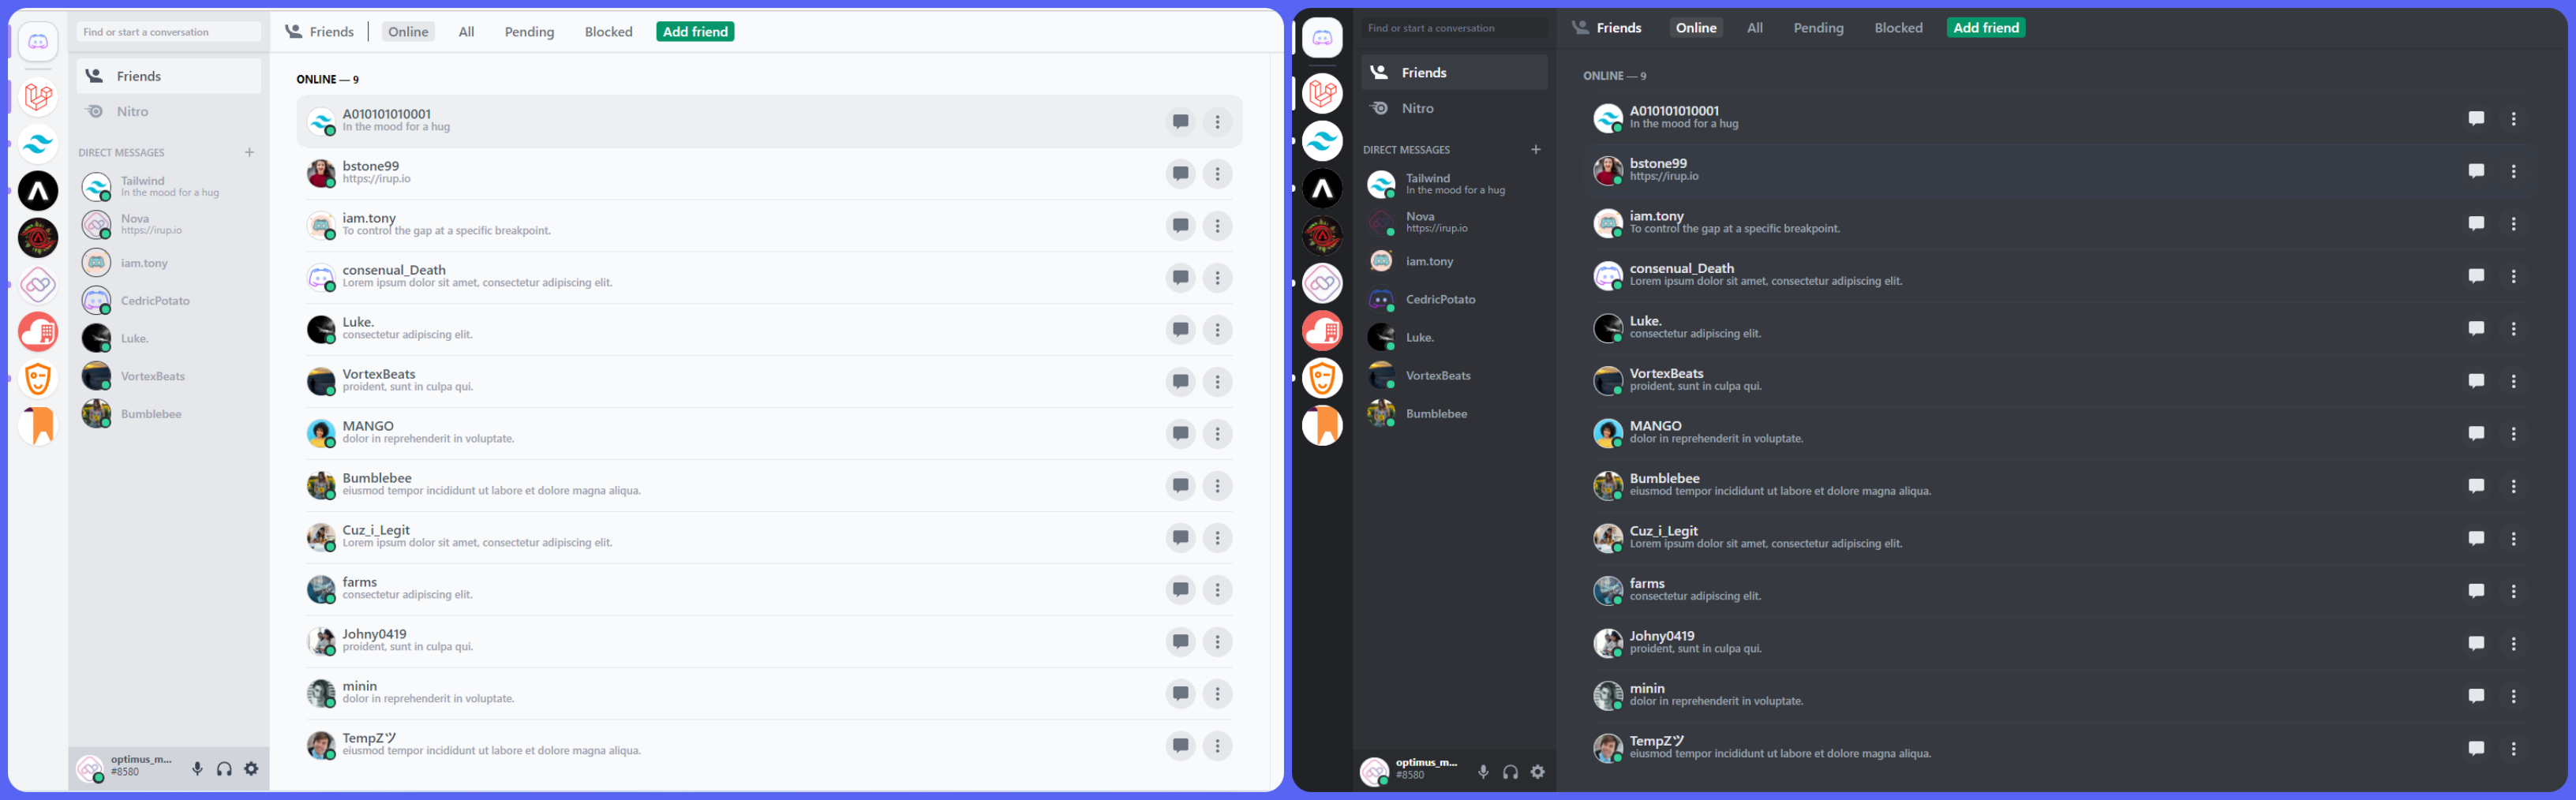 Find or start a conversation
Friends
Nitro
DIRECT MESSAGES
Tailwind
In the mood for a hug
Nova
https://irup.io
iam.tony
CedricPotato
Luke.
VortexBeats
Bumblebee
optimus_m...
#8580
Friends Online All Pending Blocked Add friend
ONLINE — 9
A010101010001
In the mood for a hug
bstone99
https://irup.io
iam.tony
To control the gap at a specific breakpoint.
consenual_Death
Lorem ipsum dolor sit amet, consectetur adipiscing elit.
Luke.
consectetur adipiscing elit.
VortexBeats
proident, sunt in culpa qui.
MANGO
dolor in reprehenderit in voluptate.
Bumblebee
eiusmod tempor incididunt ut labore et dolore magna aliqua.
Cuz_i_Legit
Lorem ipsum dolor sit amet, consectetur adipiscing elit.
farms
consectetur adipiscing elit.
Johny0419
proident, sunt in culpa qui.
minin
dolor in reprehenderit in voluptate.
TempZツ
eiusmod tempor incididunt ut labore et dolore magna aliqua.
Find or start a conversation
Friends
Nitro
DIRECT MESSAGES
Tailwind
In the mood for a hug
Nova
https://irup.io
iam.tony
CedricPotato
Luke.
VortexBeats
Bumblebee
optimus_m...
#8580
Friends Online All Pending Blocked Add friend
ONLINE — 9
A010101010001
In the mood for a hug
bstone99
https://irup.io
iam.tony
To control the gap at a specific breakpoint.
consenual_Death
Lorem ipsum dolor sit amet, consectetur adipiscing elit.
Luke.
consectetur adipiscing elit.
VortexBeats
proident, sunt in culpa qui.
MANGO
dolor in reprehenderit in voluptate.
Bumblebee
eiusmod tempor incididunt ut labore et dolore magna aliqua.
Cuz_i_Legit
Lorem ipsum dolor sit amet, consectetur adipiscing elit.
farms
consectetur adipiscing elit.
Johny0419
proident, sunt in culpa qui.
minin
dolor in reprehenderit in voluptate.
TempZツ
eiusmod tempor incididunt ut labore et dolore magna aliqua.